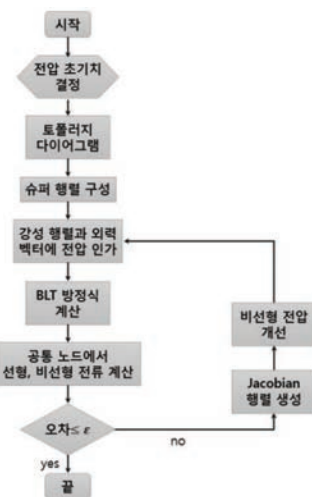 시작
전압 초기치
결정
토폴러지
다이어그램
슈퍼 행렬 구성
강성 행렬과 외력
벡터에 전압 인가
BLT 방정식
계산
공통 노드에서
선형, 비선형 전류 계산
오차≤ ε
no
yes
끝
Jacobian
행렬 생성
비선형 전압
개선